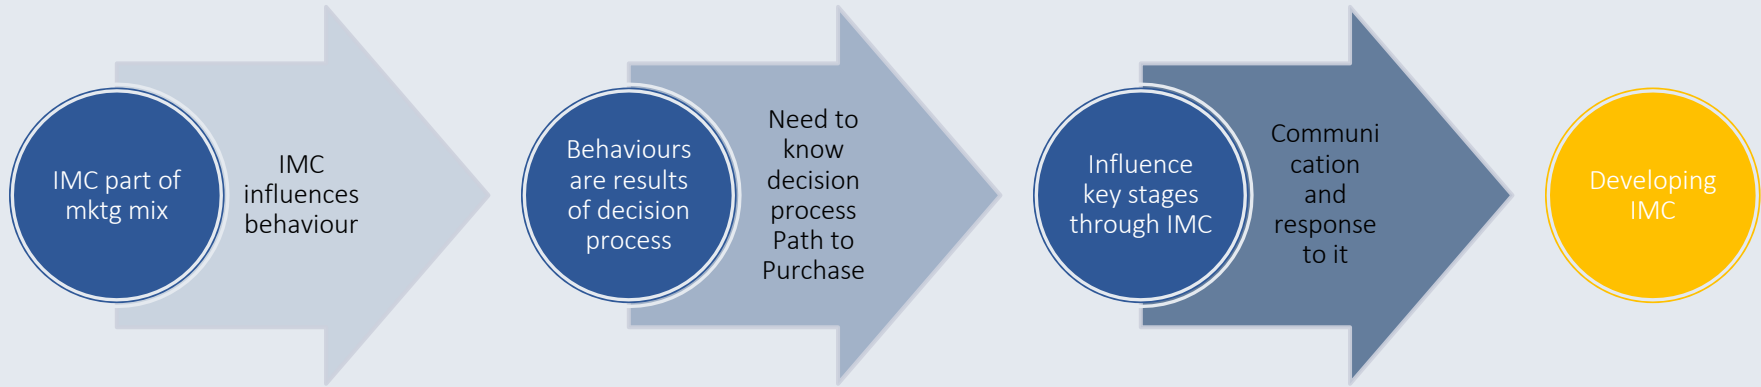 IMC part of
mktg mix
IMC
influences
behaviour
Behaviours
are results
of decision
process
Need to
know
decision
process
Path to
Purchase
Influence
key stages
through IMC
Communi
cation
and
response
to it
Developing
IMC